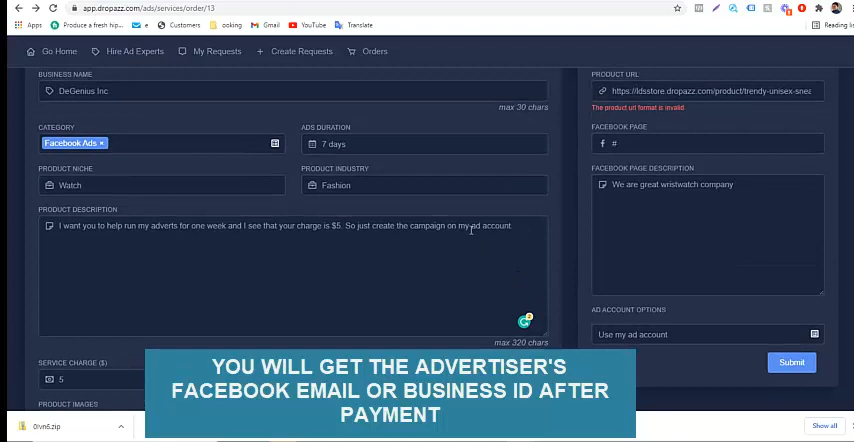 app.dropazz.com/ads/services/order/13
Apps
Produce a fresh hip...
e
Customers
ooking
Gmail
YouTube
Translate
Reading lis
Go Home
Hire Ad Experts
My Requests
+ Create Requests
Orders
BUSINESS NAME
DeGenius Inc
max 30 chars
CATEGORY
Facebook Ads ×
ADS DURATION
7 days
PRODUCT NICHE
Watch
PRODUCT INDUSTRY
Fashion
PRODUCT DESCRIPTION
I want you to help run my adverts for one week and I see that your charge is $5. So just create the campaign on my ad account
max 320 chars
SERVICE CHARGE ($)
5
PRODUCT IMAGES
PRODUCT URL
https://ldsstore.dropazz.com/product/trendy-unisex-snea
The product url format is invalid
FACEBOOK PAGE
#
FACEBOOK PAGE DESCRIPTION
We are great wristwatch company
AD ACCOUNT OPTIONS
Use my ad account
Submit
YOU WILL GET THE ADVERTISER'S
FACEBOOK EMAIL OR BUSINESS ID AFTER
PAYMENT
0lvn6.zip
Show all